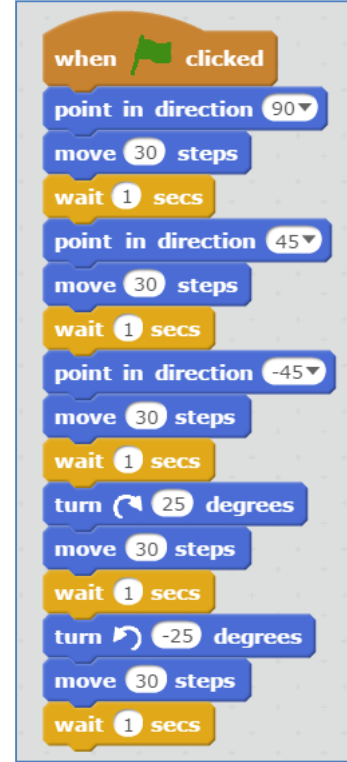 when clicked
point in direction 90
move 30 steps
wait 1 secs
point in direction 45
move 30 steps
wait 1 secs
point in direction -45
move 30 steps
wait 1 secs
turn 25 degrees
move 30 steps
wait 1 secs
turn -25 degrees
move 30 steps
wait 1 secs